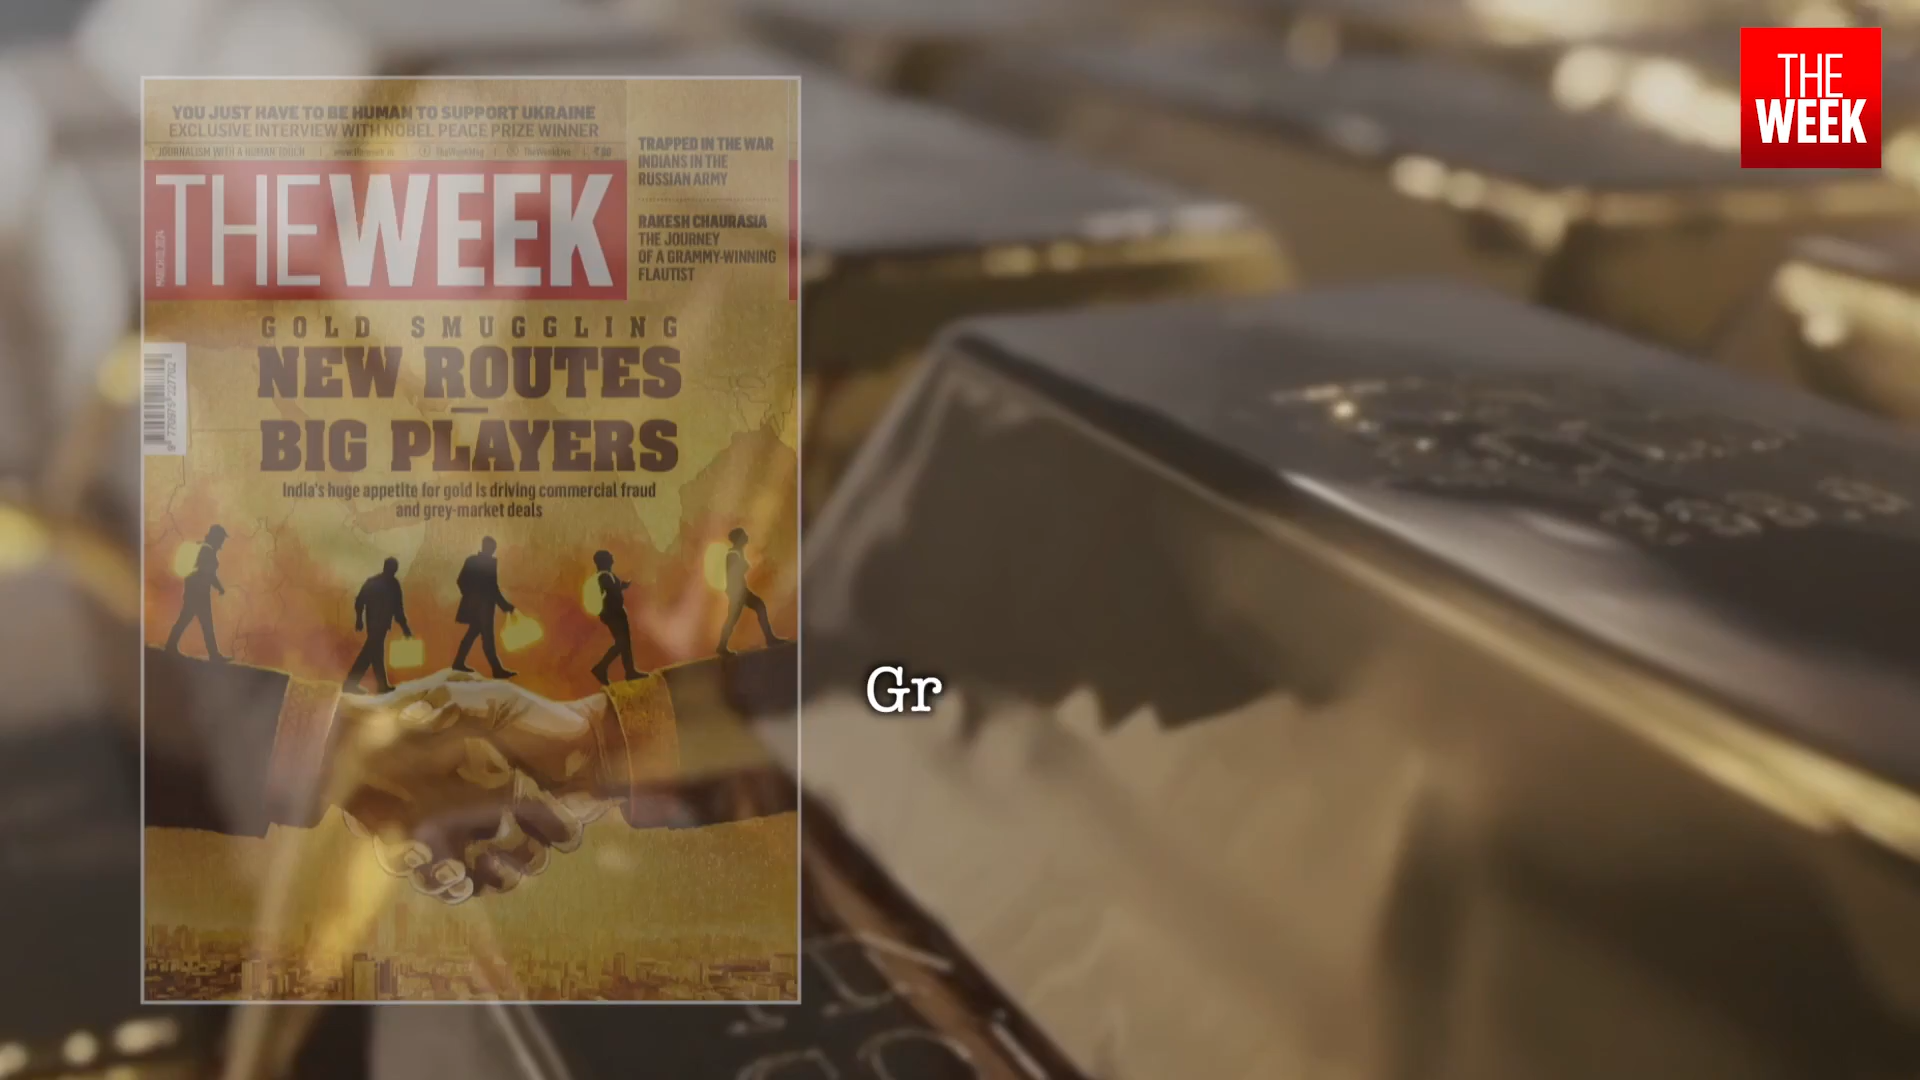 YOU JUST HAVE TO BE HUMAN TO SUPPORT UKRAINE
EXCLUSIVE INTERVIEW WITH NOBEL PEACE PRIZE WINNER
JOURNALISM WITH A HUMAN TOUCH
TRAPPED IN THE WAR
INDIANS IN THE
RUSSIAN ARMY
RAKESH CHAURASIA
THE JOURNEY
OF A GRAMMY-WINNING
FLAUTIST
THE WEEK
GOLD SMUGGLING
NEW ROUTES
BIG PLAYERS
India's huge appetite for gold is driving commercial fraud
and grey-market deals
Gr
THE
WEEK